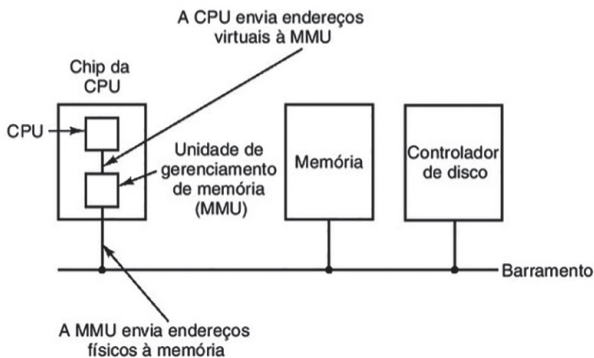 A CPU envia endereços
virtuais à MMU
Chip da
CPU
CPU
Unidade de
gerenciamento
de memória
(MMU)
Memória
Controlador
de disco
Barramento
A MMU envia endereços
físicos à memória